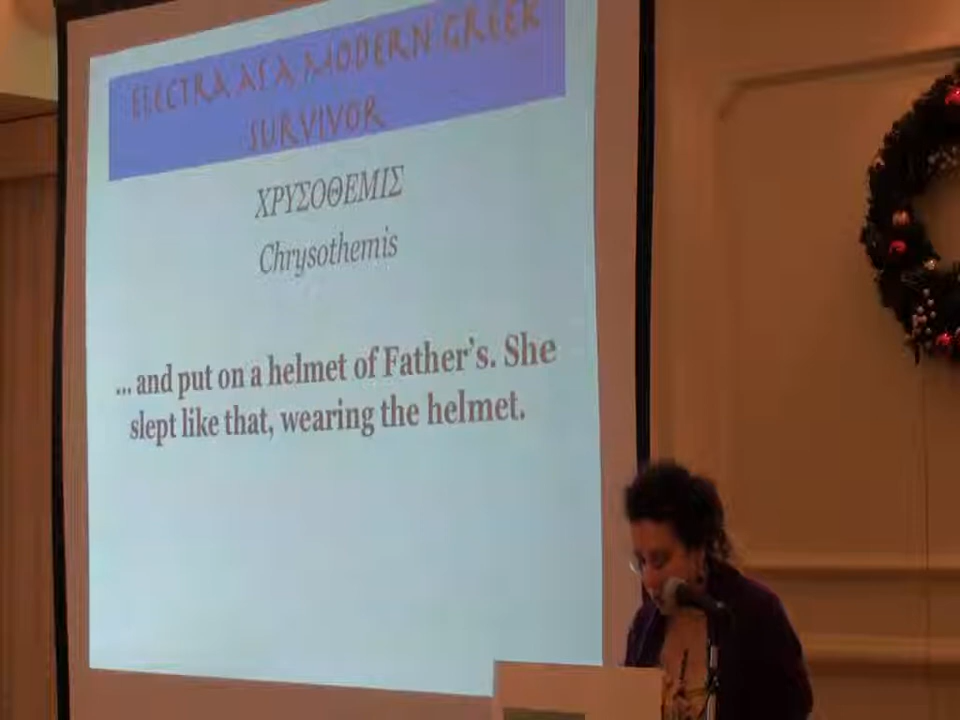 ELECTRA AS A MODERN GREEK
SURVIVOR
ΧΡΥΣΟΘΕΜΙΣ
Chrysothemis
... and put on a helmet of Father's. She
slept like that, wearing the helmet.